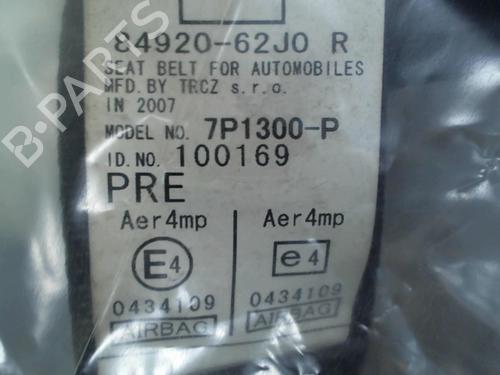 84920-62J0 R
SEAT BELT FOR AUTOMOBILES
MFD. BY TRCZ s.r.o.
IN 2007
MODEL NO. 7P1300-P
I D. NO. 100169
PRE
Aer4mp Aer4mp
E4 e4
0434109 0434109
AIRBAG AIRBAG
B-PARTS